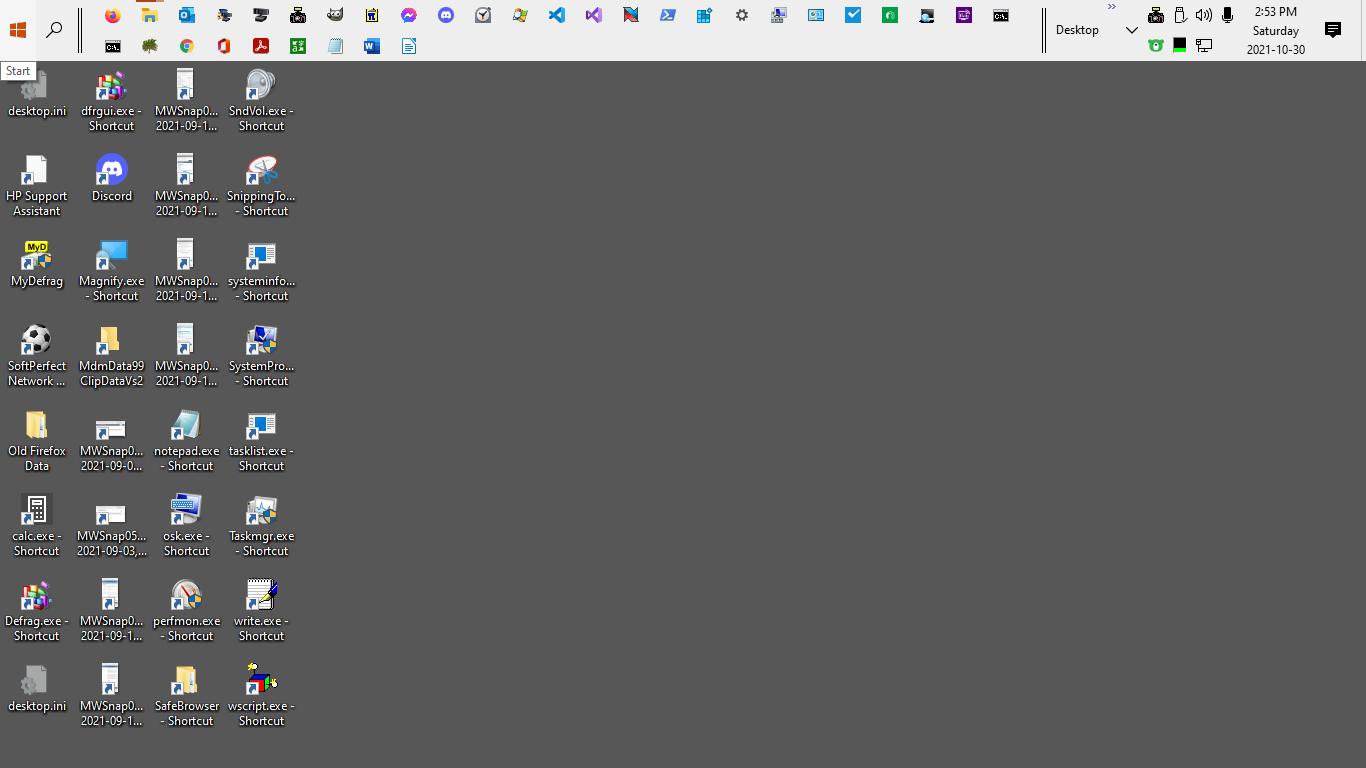 2:53 PM
Desktop
Saturday
2021-10-30
Start
desktop.ini
dfrgui.exe -
Shortcut
MWSnap0...
2021-09-1...
SndVol.exe -
Shortcut
HP Support
Assistant
Discord
MWSnap0...
2021-09-1...
SnippingTo...
- Shortcut
MyD
MyDefrag
Magnify.exe
- Shortcut
MWSnap0...
2021-09-1...
systeminfo...
- Shortcut
SoftPerfect
Network ...
MdmData99
ClipDataVs2
MWSnap0...
2021-09-1...
SystemPro...
- Shortcut
Old Firefox
Data
MWSnap0...
2021-09-0...
notepad.exe
- Shortcut
tasklist.exe -
Shortcut
calc.exe -
Shortcut
MWSnap05...
2021-09-03,...
osk.exe -
Shortcut
Taskmgr.exe
- Shortcut
Defrag.exe -
Shortcut
MWSnap0...
2021-09-1...
perfmon.exe
- Shortcut
write.exe -
Shortcut
desktop.ini
MWSnap0...
2021-09-1...
SafeBrowser
- Shortcut
wscript.exe -
Shortcut